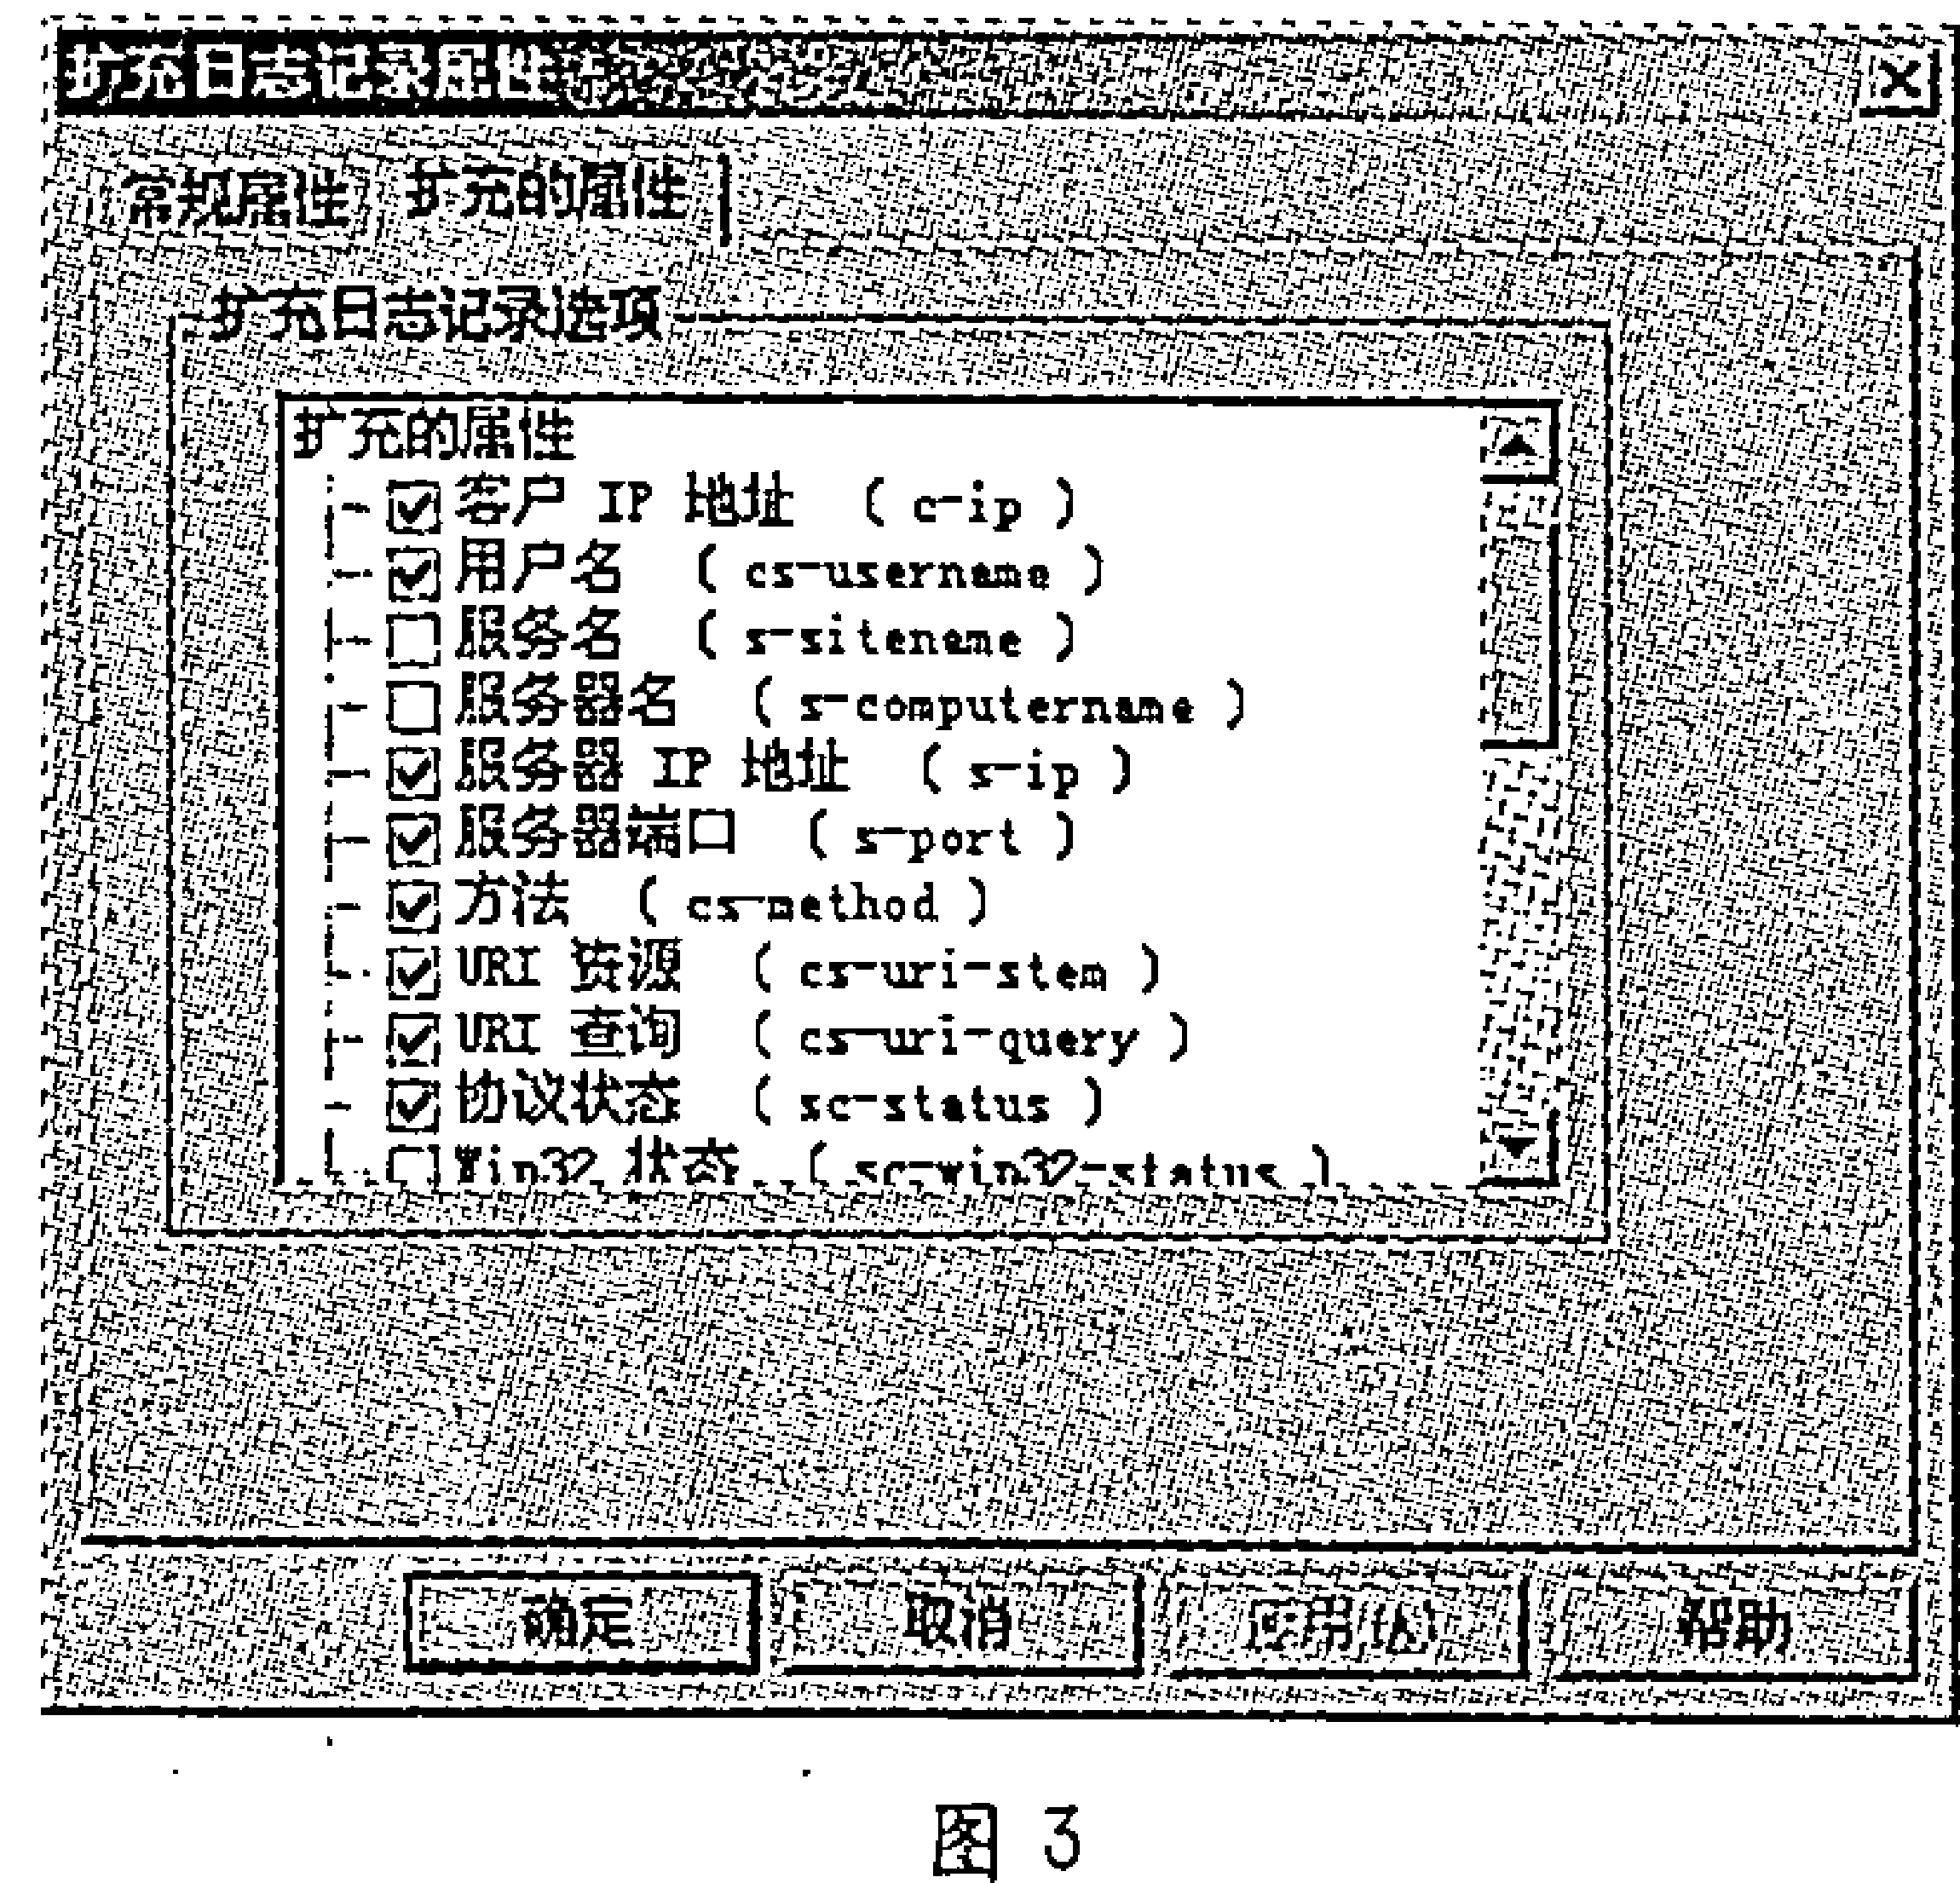 扩充日志记录属性
常规属性 扩充的属性
扩充日志记录选项
扩充的属性
客户 IP 地址 ( c-ip )
用户名 ( cs-username )
服务名 ( s-sitename )
服务器名 ( s-computername )
服务器 IP 地址 ( s-ip )
服务器端口 ( s-port )
方法 ( cs-method )
URI 资源 ( cs-uri-stem )
URI 查询 ( cs-uri-query )
协议状态 ( sc-status )
Win32 状态 ( sc-win32-status )
确定 取消 应用(A) 帮助
图 3